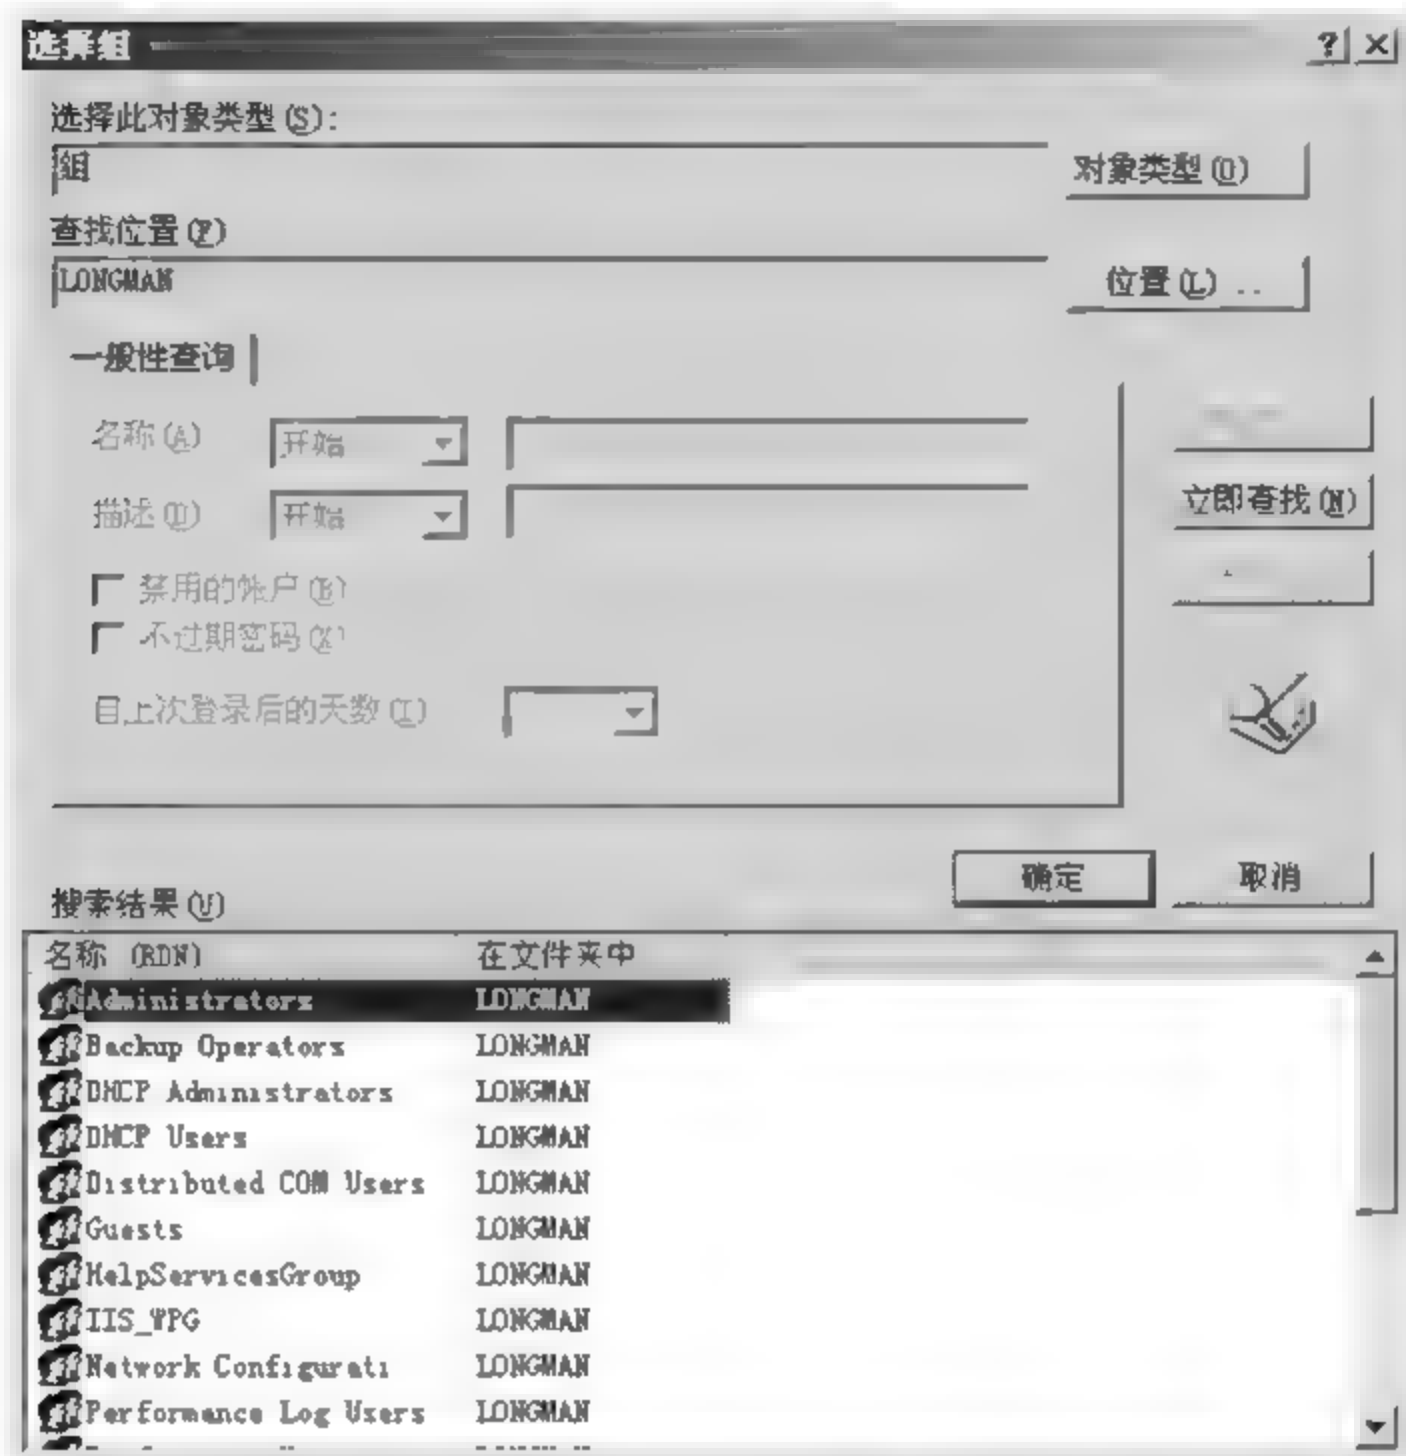 选择组
选择此对象类型(S):
组
对象类型(O)
查找位置(F)
LONGMAN
位置(L)..
一般性查询
名称(A) 开始
描述(D) 开始
立即查找(N)
禁用的账户(B)
不过期密码(X)
自上次登录后的天数(I)
确定 取消
搜索结果(U)
名称 (RDN) 在文件夹中
Administrators LONGMAN
Backup Operators LONGMAN
DHCP Administrators LONGMAN
DHCP Users LONGMAN
Distributed COM Users LONGMAN
Guests LONGMAN
HelpServicesGroup LONGMAN
IIS_WPG LONGMAN
Network Configurati LONGMAN
Performance Log Users LONGMAN